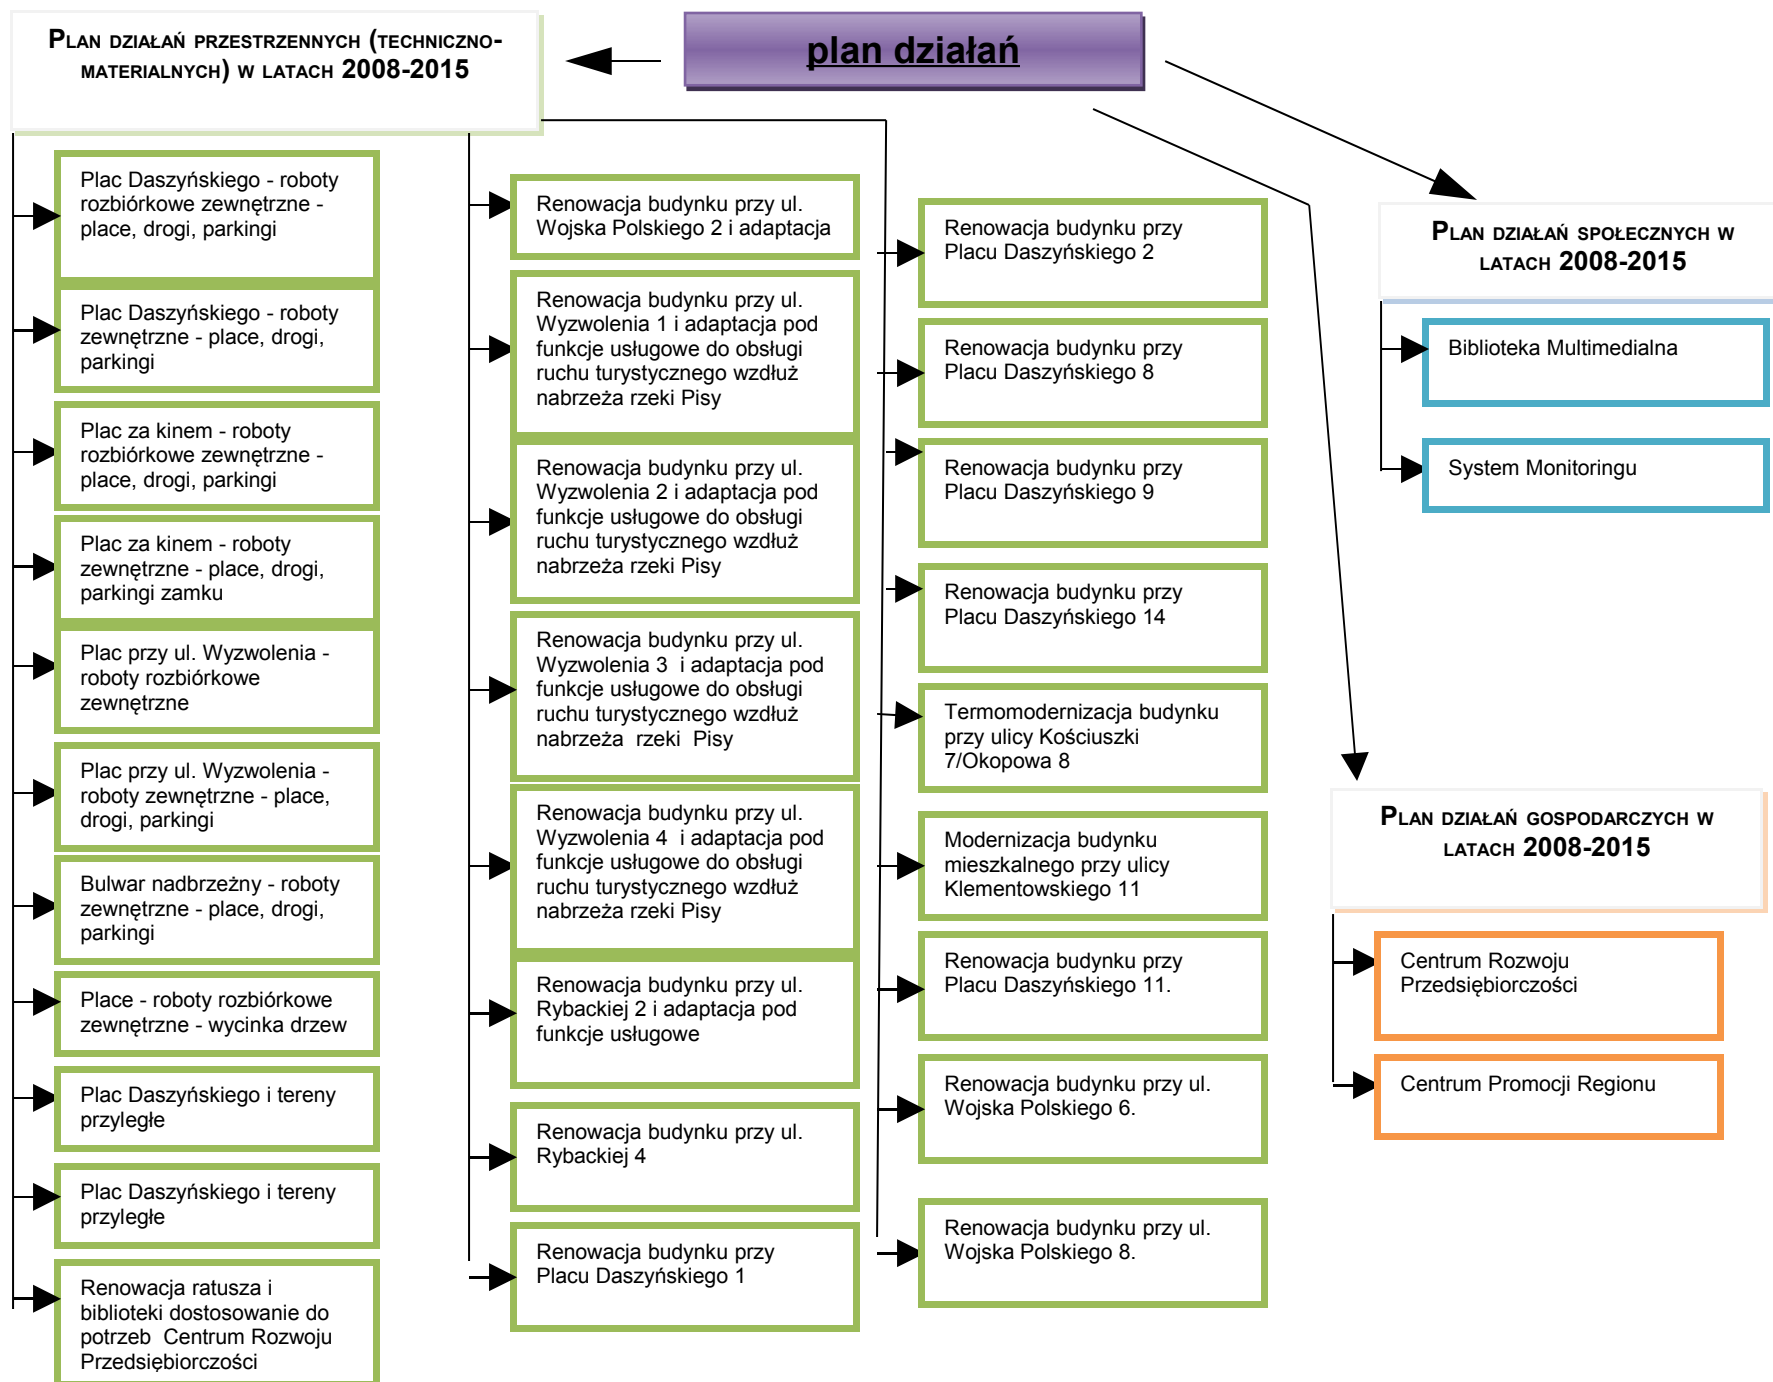 PLAN DZIAŁAŃ PRZESTRZENNYCH (TECHNICZNO-
MATERIALNYCH) W LATACH 2008-2015
plan działań
Plac Daszyńskiego - roboty
rozbiórkowe zewnętrzne -
place, drogi, parkingi
Plac Daszyńskiego - roboty
zewnętrzne - place, drogi,
parkingi
Plac za kinem - roboty
rozbiórkowe zewnętrzne -
place, drogi, parkingi
Plac za kinem - roboty
zewnętrzne - place, drogi,
parkingi zamku
Plac przy ul. Wyzwolenia -
roboty rozbiórkowe
zewnętrzne
Plac przy ul. Wyzwolenia -
roboty zewnętrzne - place,
drogi, parkingi
Bulwar nadbrzeżny - roboty
zewnętrzne - place, drogi,
parkingi
Place - roboty rozbiórkowe
zewnętrzne - wycinka drzew
Plac Daszyńskiego i tereny
przyległe
Plac Daszyńskiego i tereny
przyległe
Renowacja ratusza i
biblioteki dostosowanie do
potrzeb  Centrum Rozwoju
Przedsiębiorczości
Renowacja budynku przy ul.
Wojska Polskiego 2 i adaptacja
Renowacja budynku przy ul.
Wyzwolenia 1 i adaptacja pod
funkcje usługowe do obsługi
ruchu turystycznego wzdłuż
nabrzeża rzeki Pisy
Renowacja budynku przy ul.
Wyzwolenia 2 i adaptacja pod
funkcje usługowe do obsługi
ruchu turystycznego wzdłuż
nabrzeża rzeki Pisy
Renowacja budynku przy ul.
Wyzwolenia 3  i adaptacja pod
funkcje usługowe do obsługi
ruchu turystycznego wzdłuż
nabrzeża  rzeki  Pisy
Renowacja budynku przy ul.
Wyzwolenia 4  i adaptacja pod
funkcje usługowe do obsługi
ruchu turystycznego wzdłuż
nabrzeża rzeki Pisy
Renowacja budynku przy ul.
Rybackiej 2 i adaptacja pod
funkcje usługowe
Renowacja budynku przy ul.
Rybackiej 4
Renowacja budynku przy
Placu Daszyńskiego 1
Renowacja budynku przy
Placu Daszyńskiego 2
Renowacja budynku przy
Placu Daszyńskiego 8
Renowacja budynku przy
Placu Daszyńskiego 9
Renowacja budynku przy
Placu Daszyńskiego 14
Termomodernizacja budynku
przy ulicy Kościuszki
7/Okopowa 8
Modernizacja budynku
mieszkalnego przy ulicy
Klementowskiego 11
Renowacja budynku przy
Placu Daszyńskiego 11.
Renowacja budynku przy ul.
Wojska Polskiego 6.
Renowacja budynku przy ul.
Wojska Polskiego 8.
PLAN DZIAŁAŃ SPOŁECZNYCH W
LATACH 2008-2015
Biblioteka Multimedialna
System Monitoringu
PLAN DZIAŁAŃ GOSPODARCZYCH W
LATACH 2008-2015
Centrum Rozwoju
Przedsiębiorczości
Centrum Promocji Regionu